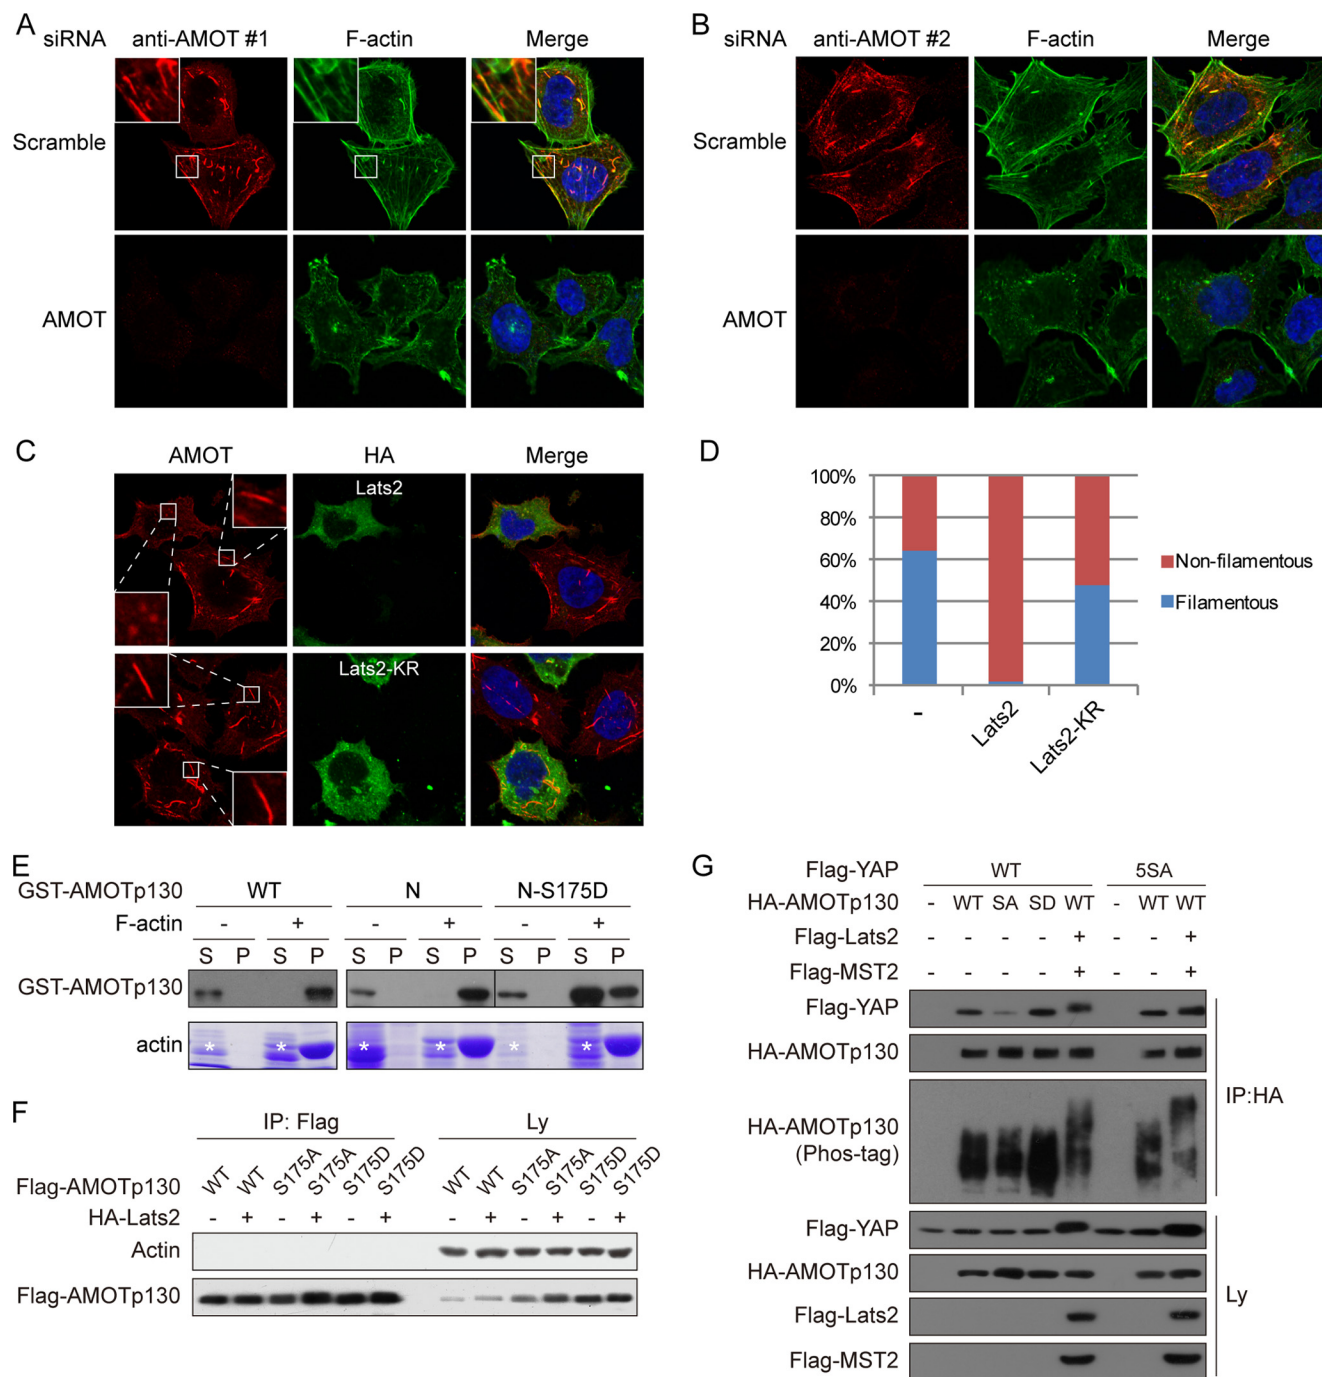 A
siRNA anti-AMOT #1 F-actin Merge
Scramble
AMOT
B
siRNA anti-AMOT #2 F-actin Merge
Scramble
AMOT
C
AMOT HA Merge
Lats2
Lats2-KR
D
100%
80%
60%
40%
20%
0%
- Lats2 Lats2-KR
Non-filamentous
Filamentous
E
GST-AMOTp130 WT N N-S175D
F-actin - + - + - +
S P S P S P S P S P S P
GST-AMOTp130
actin * * * * * *
F
IP: Flag Ly
Flag-AMOTp130 WT WT S175A S175A S175D S175D WT WT S175A S175A S175D S175D
HA-Lats2 - + - + - + - + - + - +
Actin
Flag-AMOTp130
G
Flag-YAP WT 5SA
HA-AMOTp130 - WT SA SD WT - WT WT
Flag-Lats2 - - - - + - - +
Flag-MST2 - - - - + - - +
Flag-YAP
HA-AMOTp130
HA-AMOTp130
(Phos-tag)
IP:HA
Flag-YAP
HA-AMOTp130
Flag-Lats2
Flag-MST2
Ly